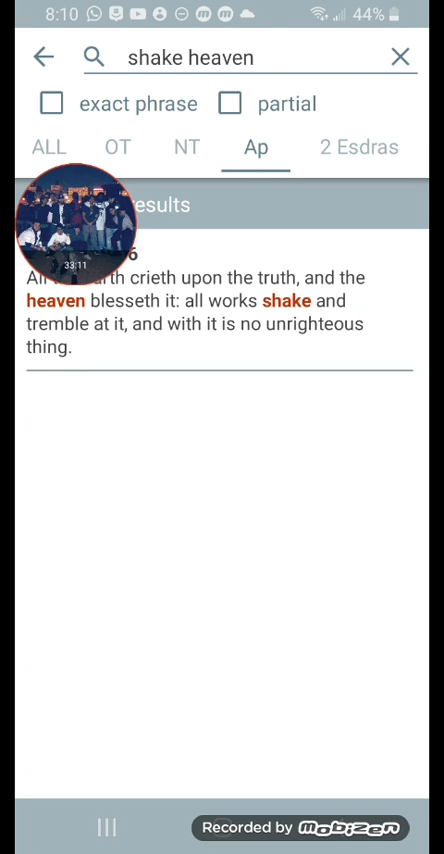 8:10 44%
shake heaven
exact phrase partial
ALL OT NT Ap 2 Esdras
esults
6
33:11
crieth upon the truth, and the
heaven blesseth it: all works shake and
tremble at it, and with it is no unrighteous
thing.
Recorded by Mobizen